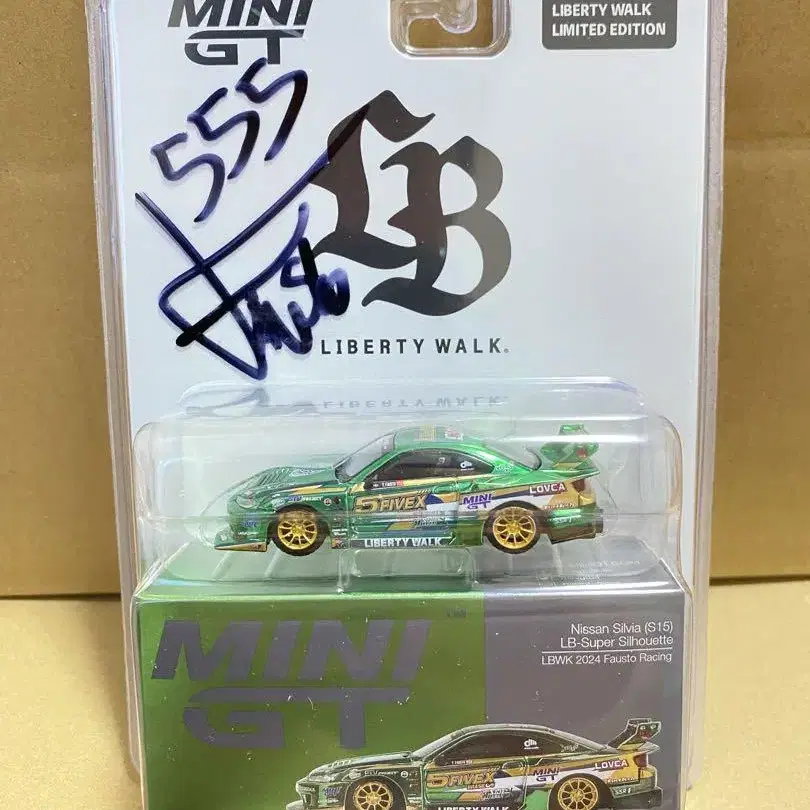 MINI
GT
LIBERTY WALK
LIMITED EDITION
555
LB
LIBERTY WALK.
5FIVEX
MINI
GT
LOVCA
LIBERTY WALK
MINI
GT
Nissan Silvia (S15)
LB-Super Silhouette
LBWK 2024 Fausto Racing
5FIVEX
MINI
GT
LOVCA
LIBERTY WALK